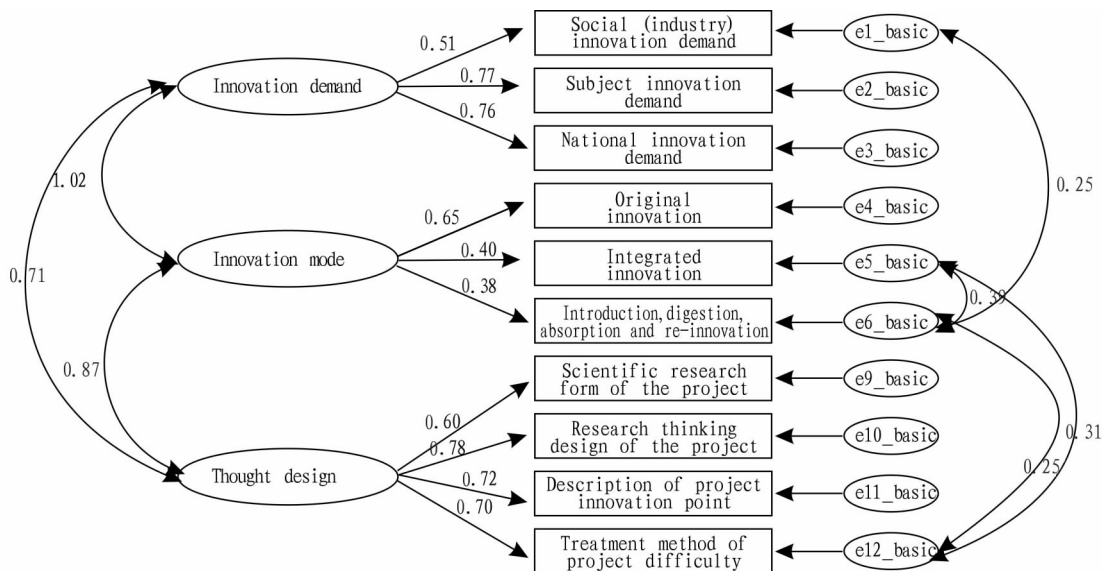 Social (industry)
innovation demand
e1_basic
0.51
Innovation demand
0.77
Subject innovation
demand
e2_basic
0.76
National innovation
demand
e3_basic
1.02
0.25
0.65
Original
innovation
e4_basic
Innovation mode
0.40
Integrated
innovation
e5_basic
0.71
0.38
0.39
Introduction, digestion,
absorption and re-innovation
e6_basic
0.87
Scientific research
form of the project
e9_basic
0.60
Research thinking
design of the project
e10_basic
0.31
0.78
0.25
Thought design
0.72
Description of project
innovation point
e11_basic
0.70
Treatment method of
project difficulty
e12_basic